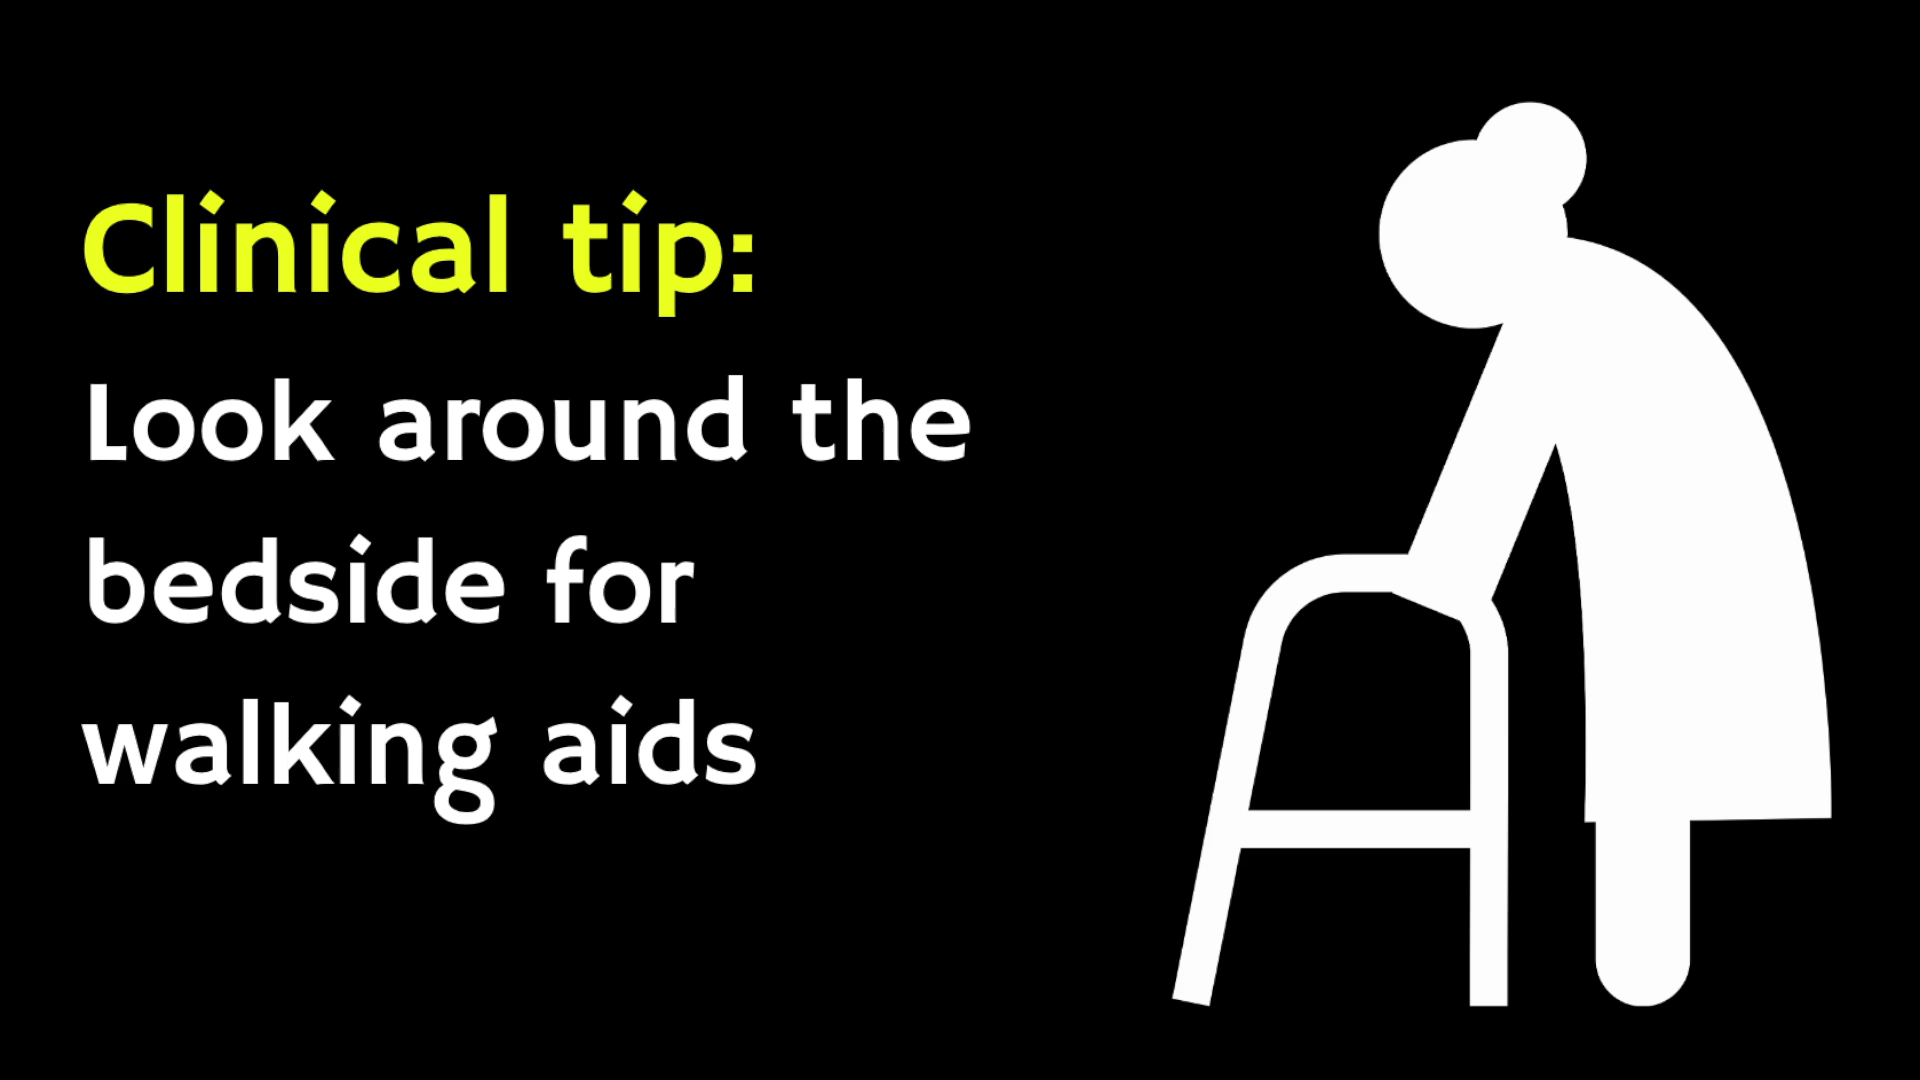 Clinical tip:
Look around the
bedside for
walking aids